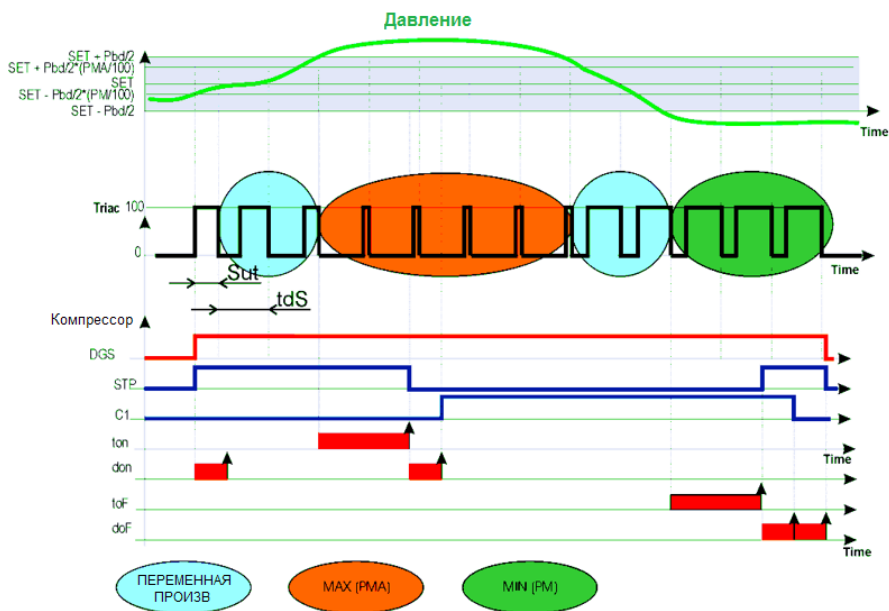 Давление
SET + Pbd/2
SET + Pbd/2*(PMA/100)
SET
SET - Pbd/2*(PM/100)
SET - Pbd/2
Time
Triac 100
0
Time
Sut
tdS
Компрессор
DGS
STP
C1
ton
Time
don
toF
doF
Time
ПЕРЕМЕННАЯ
ПРОИЗВ
MAX (PMA)
MIN (PM)